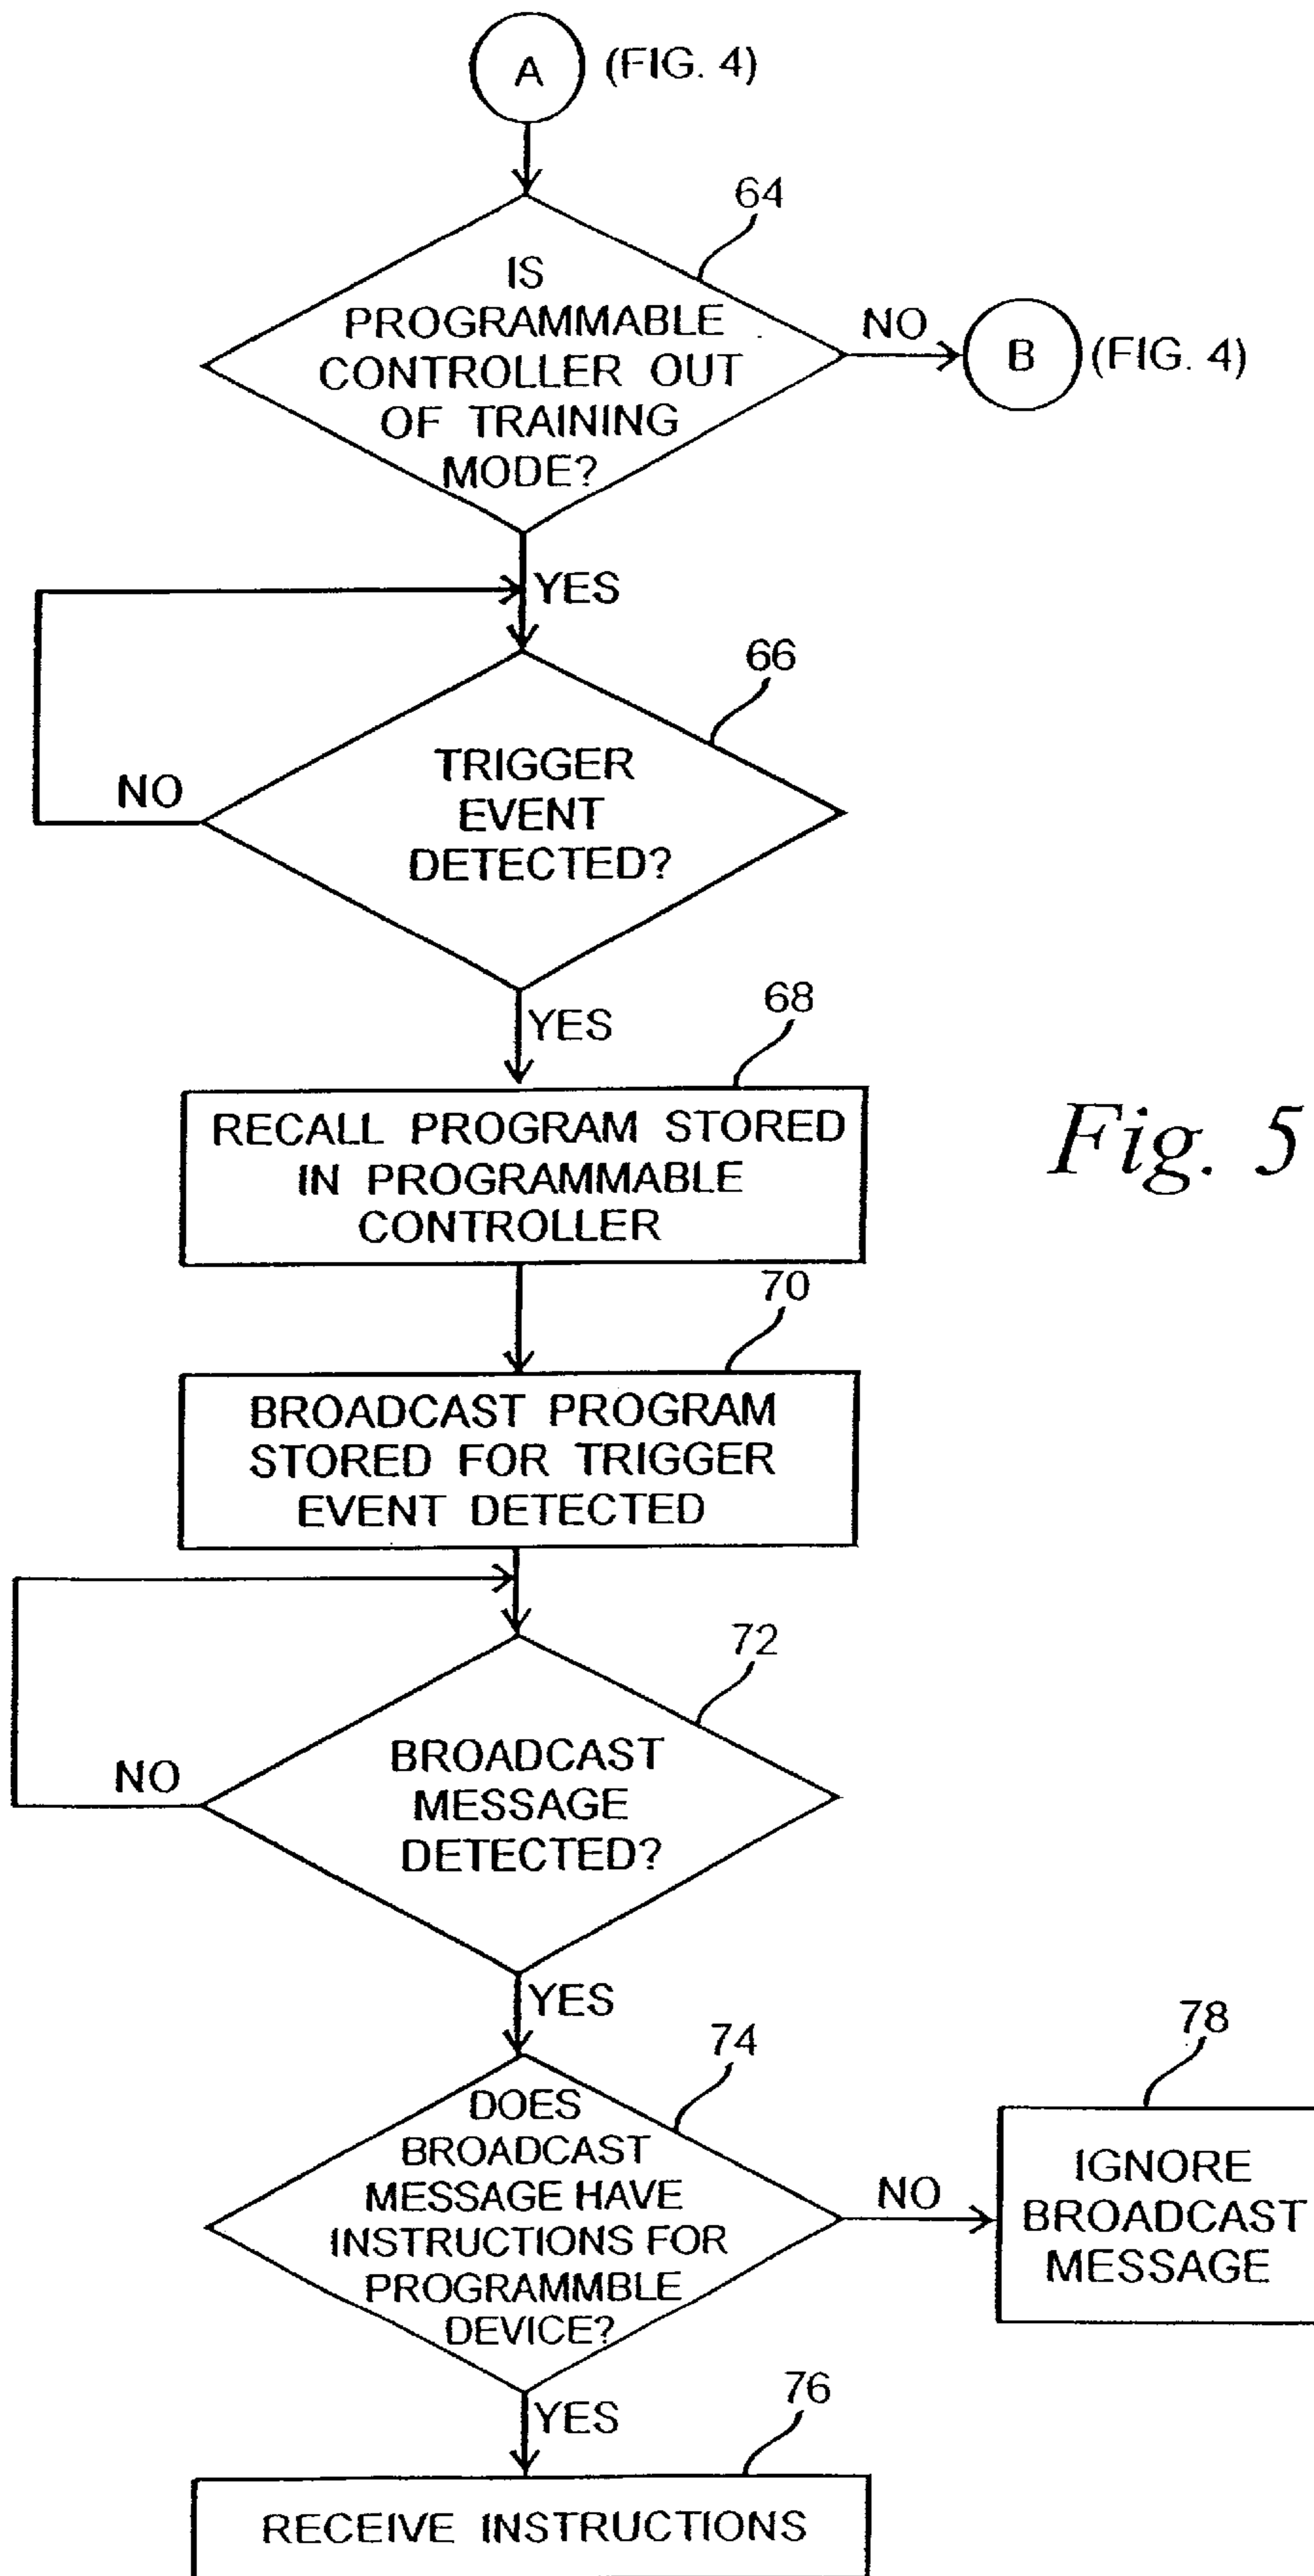 A (FIG. 4)
64
IS
PROGRAMMABLE
CONTROLLER OUT
OF TRAINING
MODE?
NO
B (FIG. 4)
YES
66
TRIGGER
EVENT
DETECTED?
NO
YES
68
RECALL PROGRAM STORED
IN PROGRAMMABLE
CONTROLLER
Fig. 5
70
BROADCAST PROGRAM
STORED FOR TRIGGER
EVENT DETECTED
72
BROADCAST
MESSAGE
DETECTED?
NO
YES
74
DOES
BROADCAST
MESSAGE HAVE
INSTRUCTIONS FOR
PROGRAMMBLE
DEVICE?
NO
78
IGNORE
BROADCAST
MESSAGE
YES
76
RECEIVE INSTRUCTIONS